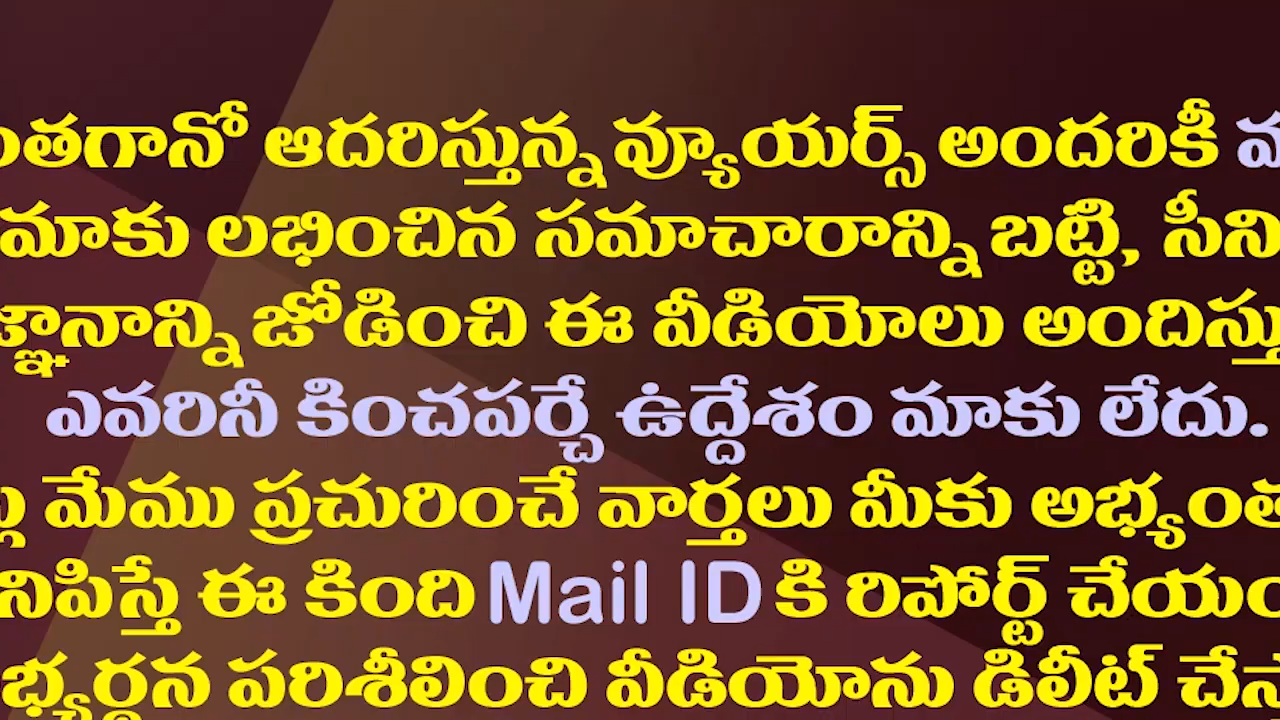 ఆదరిస్తున్న వ్యూయర్స్ అందరికీ
మాకు లభించిన సమాచారాన్ని బట్టి,
జోడించి ఈ వీడియోలు
ఎవరినీ కించపర్చే ఉద్దేశం మాకు లేదు.
మేము ప్రచురించే వార్తలు మీకు
ఈ కింది Mail ID కి రిపోర్ట్
పరిశీలించి వీడియోను డిలీట్